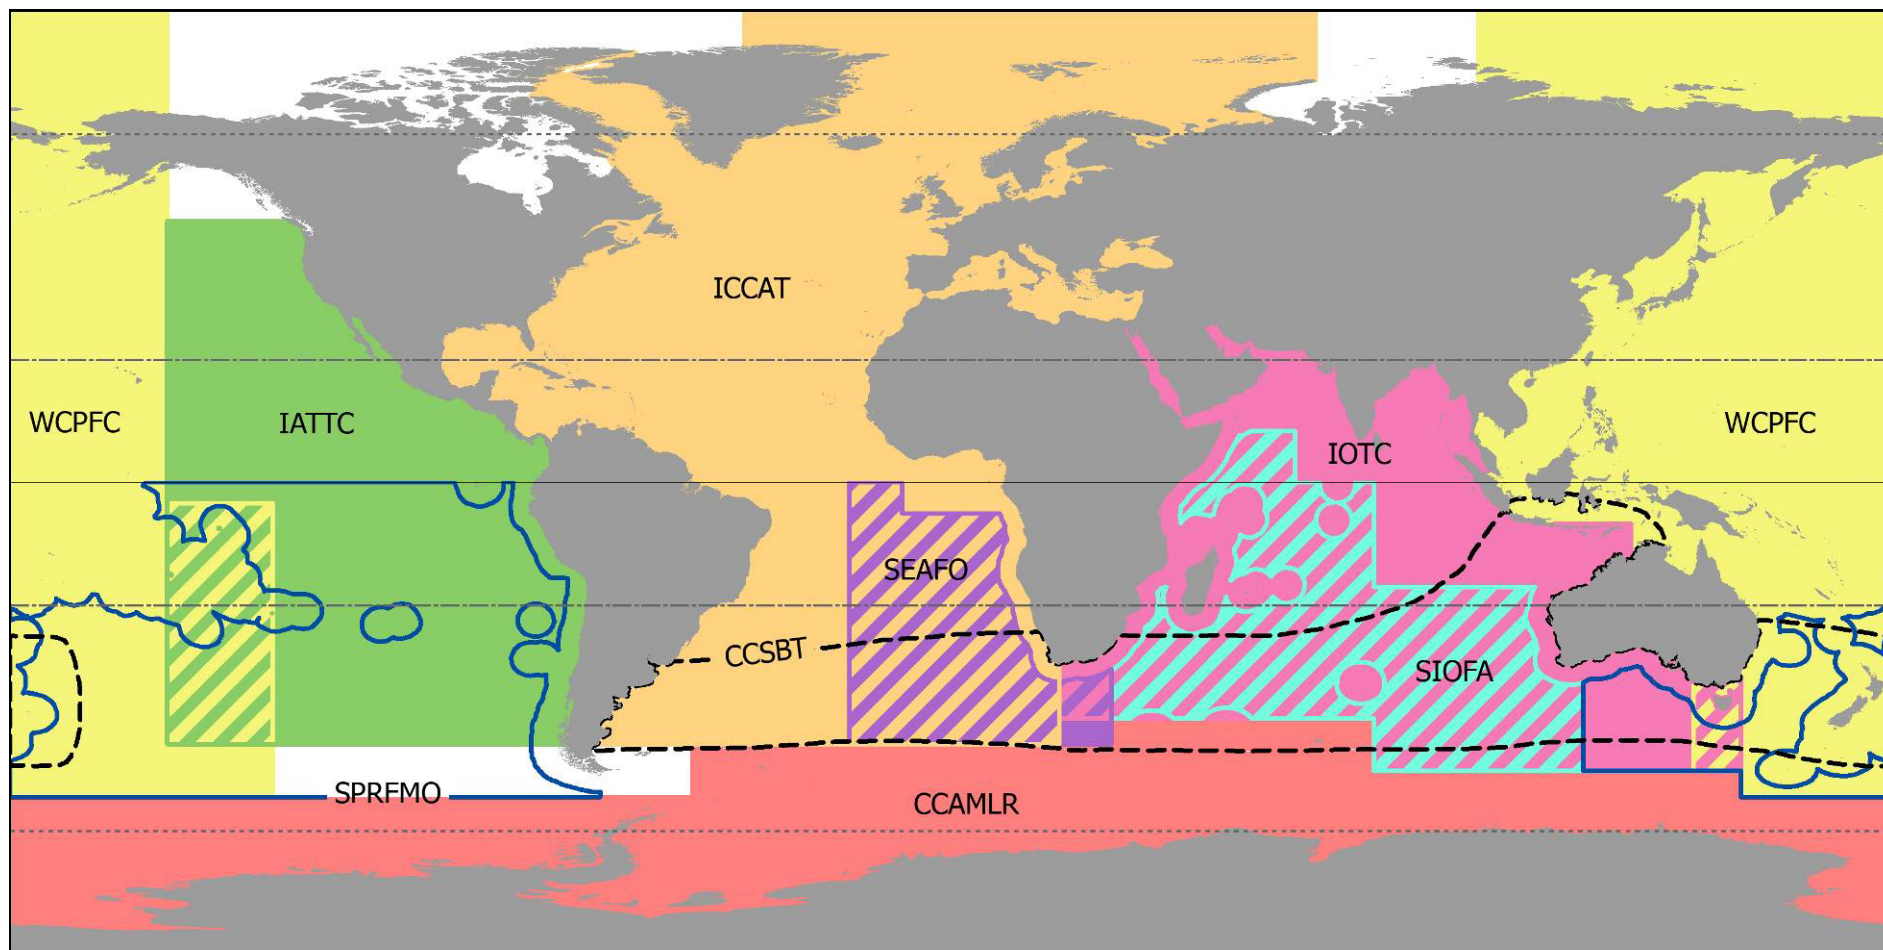 ICCAT
WCPFC
IATTC
WCPFC
IOTC
SEAFO
CCSBT
SIOFA
SPRFMO
CCAMLR